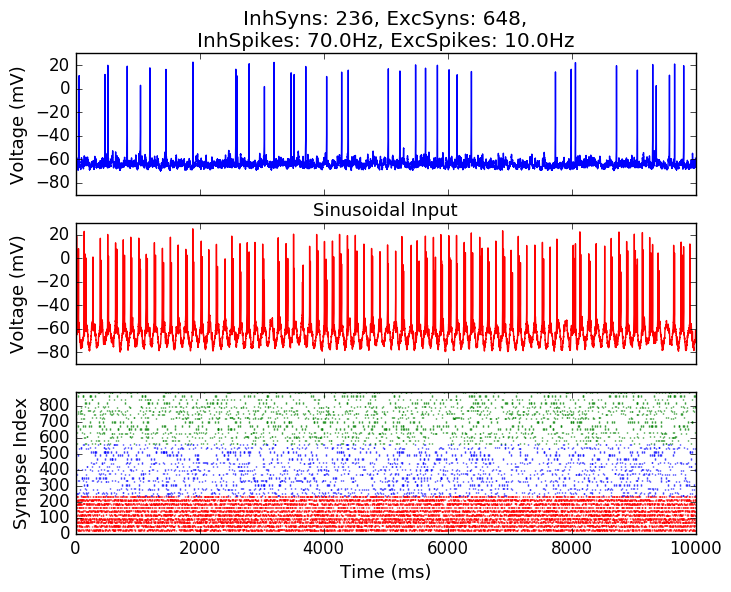 InhSyns: 236, ExcSyns: 648,
InhSpikes: 70.0Hz, ExcSpikes: 10.0Hz
20
0
−20
−40
−60
−80
Voltage (mV)
Sinusoidal Input
20
0
−20
−40
−60
−80
Voltage (mV)
800
700
600
500
400
300
200
100
0
Synapse Index
0 2000 4000 6000 8000 10000
Time (ms)